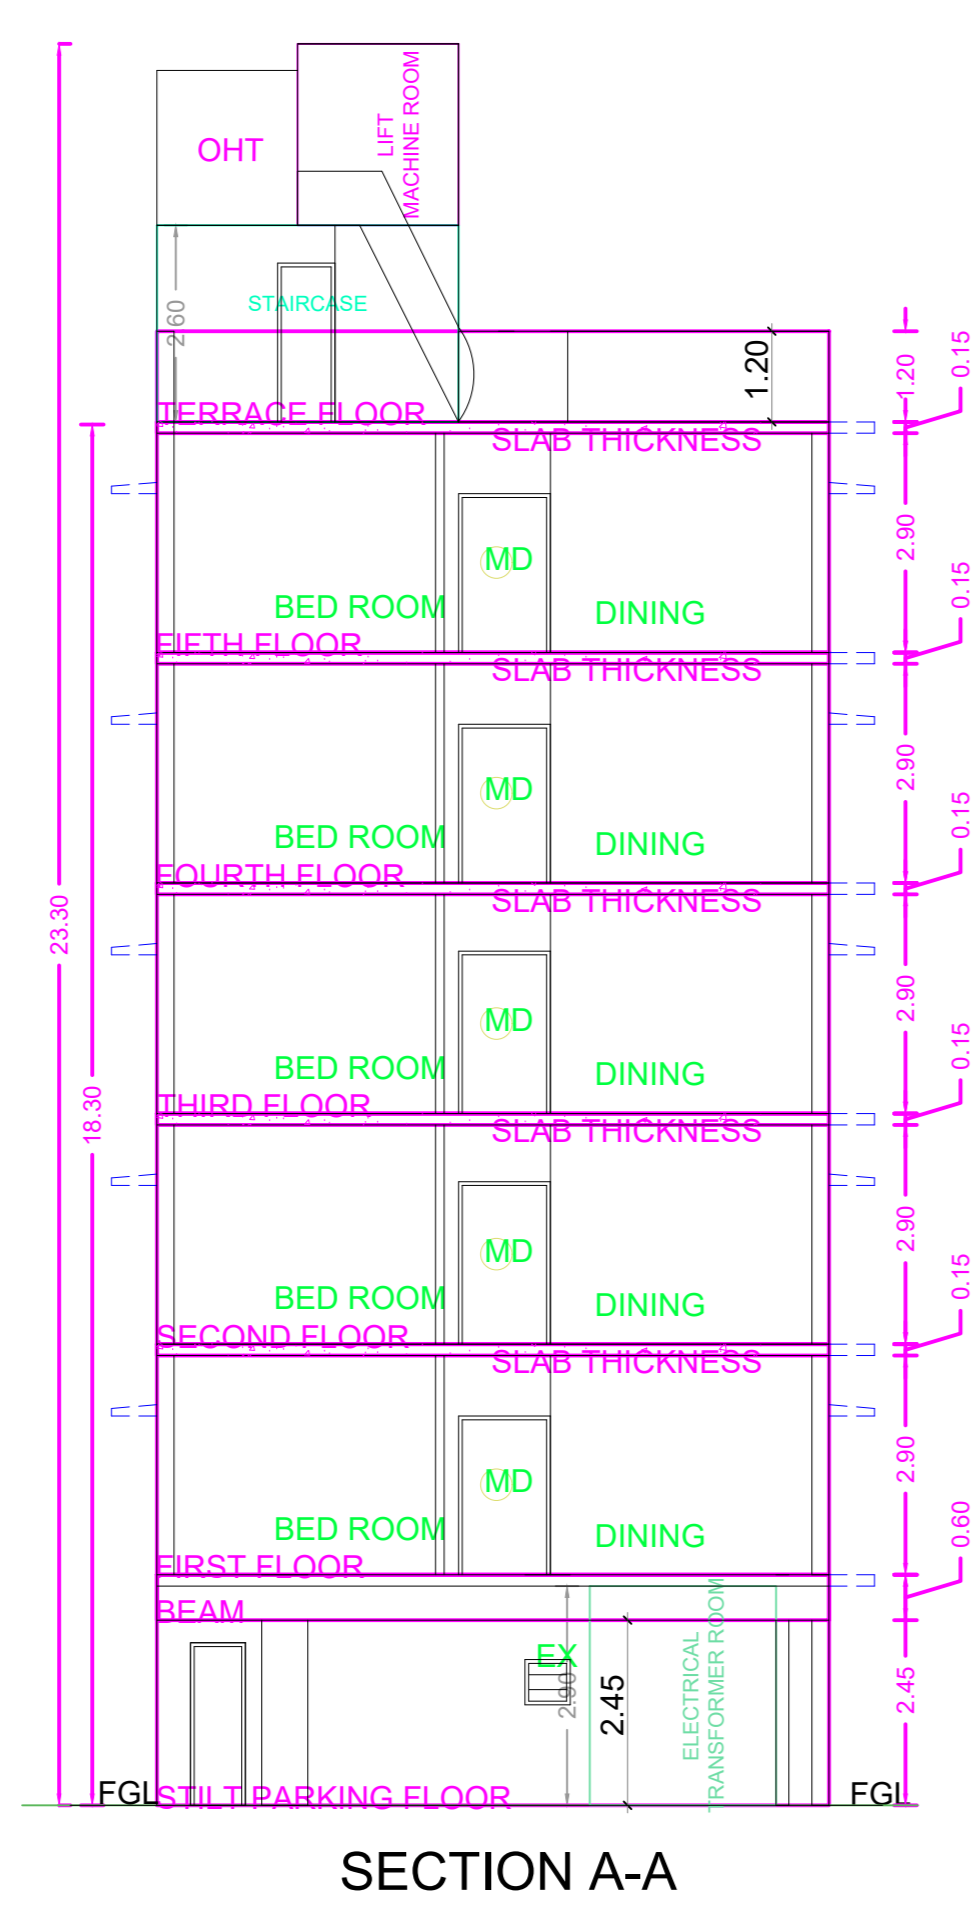 LIFT
MACHINE ROOM
OHT
STAIRCASE
2.60
1.20
1.20
0.15
TERRACE FLOOR
SLAB THICKNESS
2.90
MD
BED ROOM
DINING
0.15
FIFTH FLOOR
SLAB THICKNESS
2.90
MD
BED ROOM
DINING
0.15
FOURTH FLOOR
SLAB THICKNESS
23.30
2.90
MD
BED ROOM
DINING
0.15
THIRD FLOOR
SLAB THICKNESS
18.30
2.90
MD
BED ROOM
DINING
0.15
SECOND FLOOR
SLAB THICKNESS
2.90
MD
BED ROOM
DINING
0.60
FIRST FLOOR
BEAM
EX
2.90
2.45
ELECTRICAL
TRANSFORMER ROOM
2.45
FGL
STILT PARKING FLOOR
FGL
SECTION A-A